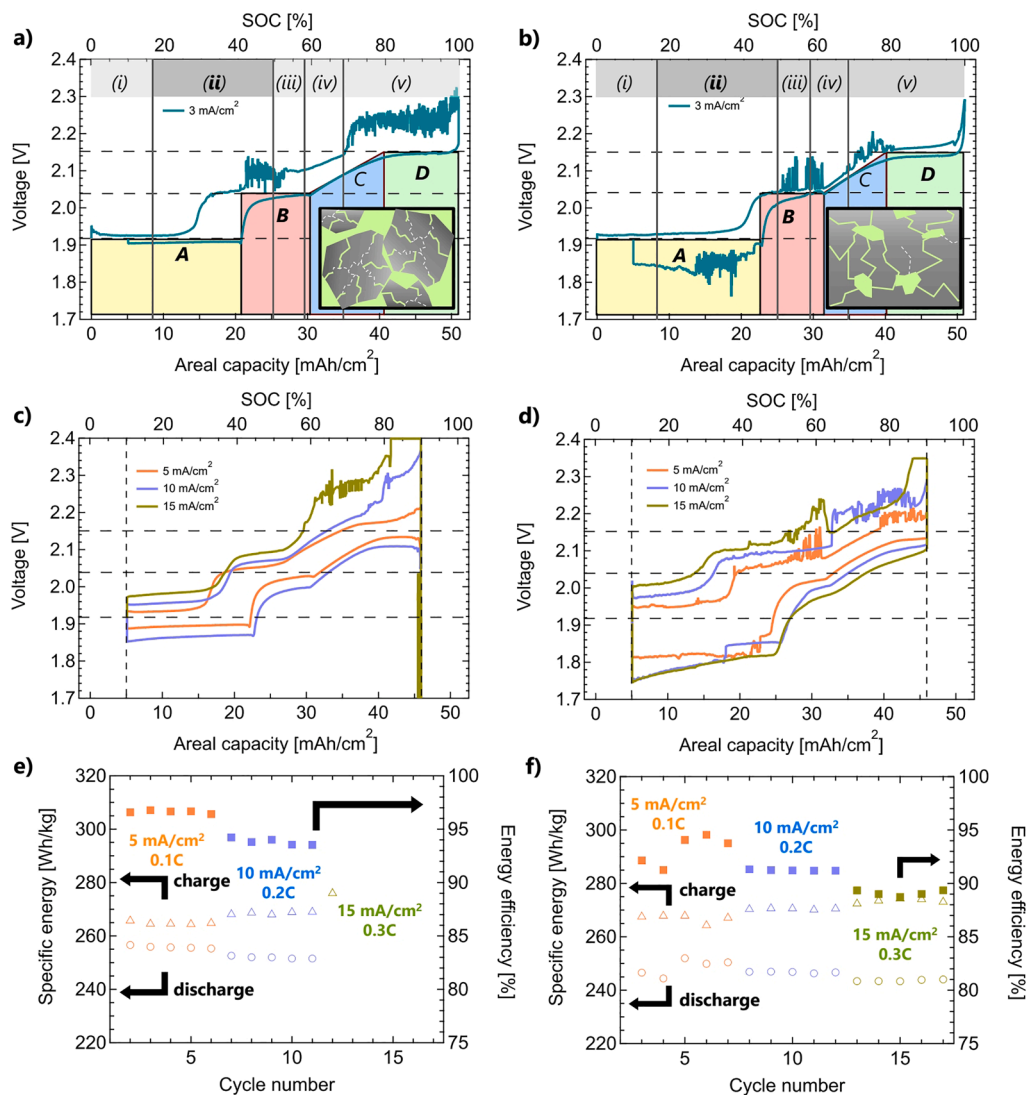 a)
SOC [%]
0 20 40 60 80 100
(i) (ii) (iii) (iv) (v)
3 mA/cm²
A B C D
Voltage [V]
2.4
2.3
2.2
2.1
2.0
1.9
1.8
1.7
0 10 20 30 40 50
Areal capacity [mAh/cm²]
b)
SOC [%]
0 20 40 60 80 100
(i) (ii) (iii) (iv) (v)
3 mA/cm²
A B C D
Voltage [V]
2.4
2.3
2.2
2.1
2.0
1.9
1.8
1.7
0 10 20 30 40 50
Areal capacity [mAh/cm²]
c)
SOC [%]
0 20 40 60 80 100
5 mA/cm²
10 mA/cm²
15 mA/cm²
Voltage [V]
2.4
2.3
2.2
2.1
2.0
1.9
1.8
1.7
0 10 20 30 40 50
Areal capacity [mAh/cm²]
d)
SOC [%]
0 20 40 60 80 100
5 mA/cm²
10 mA/cm²
15 mA/cm²
Voltage [V]
2.4
2.3
2.2
2.1
2.0
1.9
1.8
1.7
0 10 20 30 40 50
Areal capacity [mAh/cm²]
e)
Specific energy [Wh/kg]
320
300
280
260
240
220
5 mA/cm²
0.1C
10 mA/cm²
0.2C
15 mA/cm²
0.3C
charge
discharge
100
95
90
85
80
75
Energy efficiency [%]
5 10 15
Cycle number
f)
Specific energy [Wh/kg]
320
300
280
260
240
220
5 mA/cm²
0.1C
10 mA/cm²
0.2C
15 mA/cm²
0.3C
charge
discharge
100
95
90
85
80
75
Energy efficiency [%]
5 10 15
Cycle number